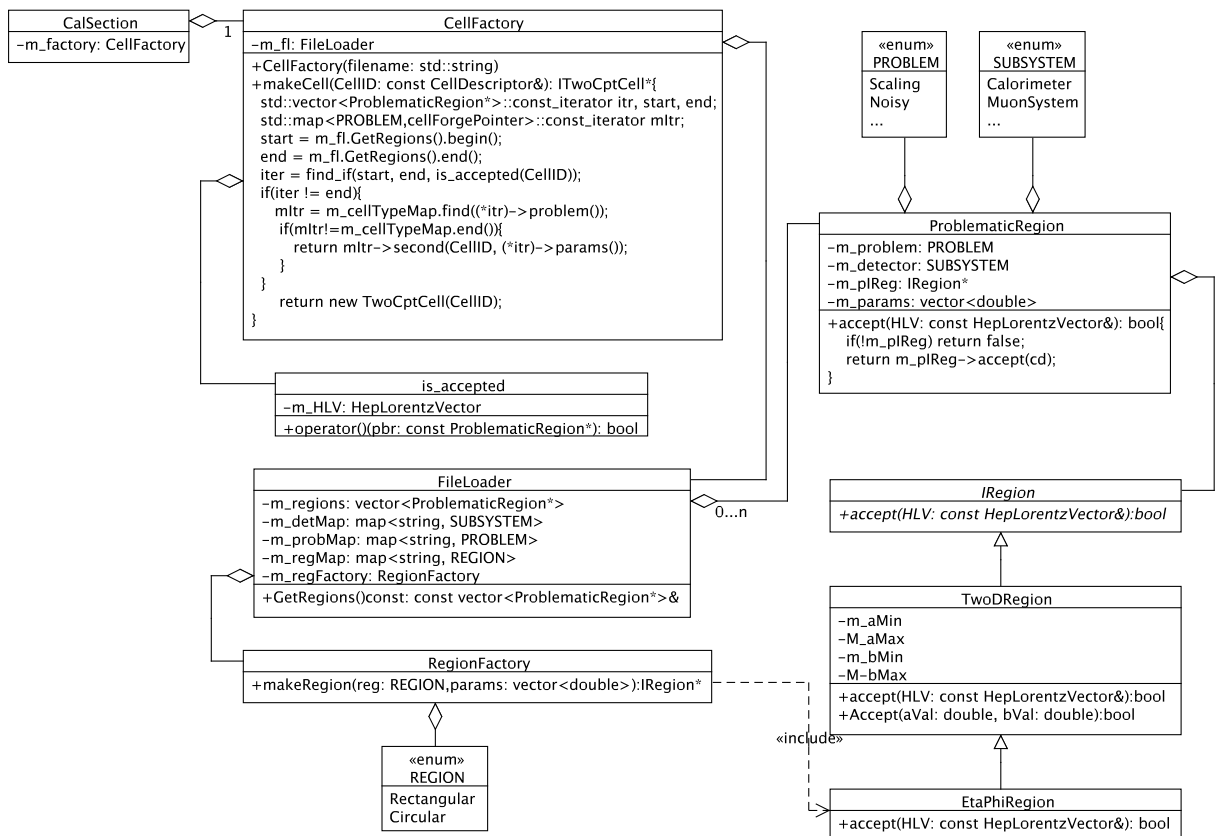 CalSection
-m_factory: CellFactory
1
CellFactory
-m_fl: FileLoader
+CellFactory(filename: std::string)
+makeCell(CellID: const CellDescriptor&): ITwoCptCell*{
std::vector<ProblematicRegion*>::const_iterator itr, start, end;
std::map<PROBLEM,cellForgePointer>::const_iterator mItr;
start = m_fl.GetRegions().begin();
end = m_fl.GetRegions().end();
iter = find_if(start, end, is_accepted(CellID));
if(iter != end){
mItr = m_cellTypeMap.find((*itr)->problem());
if(mItr!=m_cellTypeMap.end()){
return mItr->second(CellID, (*itr)->params());
}
}
return new TwoCptCell(CellID);
}
«enum»
PROBLEM
Scaling
Noisy
...
«enum»
SUBSYSTEM
Calorimeter
MuonSystem
...
ProblematicRegion
-m_problem: PROBLEM
-m_detector: SUBSYSTEM
-m_pIReg: IRegion*
-m_params: vector<double>
+accept(HLV: const HepLorentzVector&): bool{
if(!m_pIReg) return false;
return m_pIReg->accept(cd);
}
is_accepted
-m_HLV: HepLorentzVector
+operator()(pbr: const ProblematicRegion*): bool
FileLoader
-m_regions: vector<ProblematicRegion*>
-m_detMap: map<string, SUBSYSTEM>
-m_probMap: map<string, PROBLEM>
-m_regMap: map<string, REGION>
-m_regFactory: RegionFactory
+GetRegions()const: const vector<ProblematicRegion*>&
0...n
IRegion
+accept(HLV: const HepLorentzVector&):bool
TwoDRegion
-m_aMin
-M_aMax
-m_bMin
-M-bMax
+accept(HLV: const HepLorentzVector&):bool
+Accept(aVal: double, bVal: double):bool
RegionFactory
+makeRegion(reg: REGION,params: vector<double>):IRegion*
«include»
«enum»
REGION
Rectangular
Circular
EtaPhiRegion
+accept(HLV: const HepLorentzVector&): bool